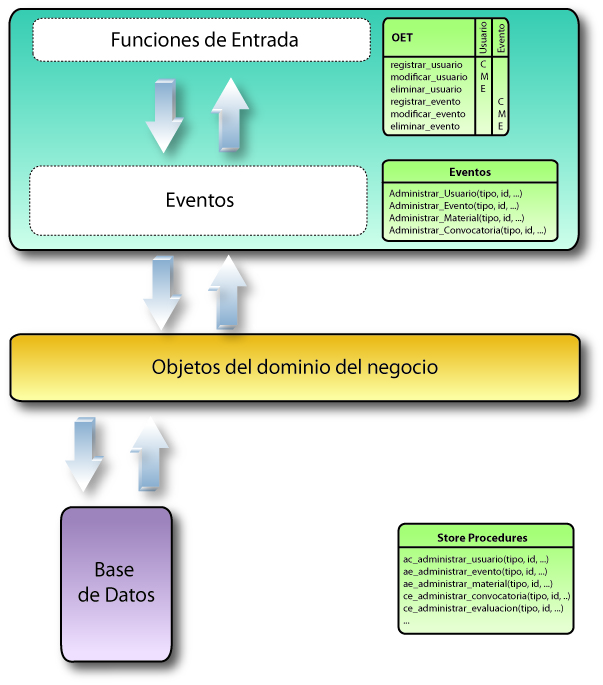 Funciones de Entrada
OET Usuario Evento
registrar_usuario C
modificar_usuario M
eliminar_usuario E
registrar_evento C
modificar_evento M
eliminar_evento E
Eventos
Eventos
Administrar_Usuario(tipo, id, ...)
Administrar_Evento(tipo, id, ...)
Administrar_Material(tipo, id, ...)
Administrar_Convocatoria(tipo, id, ...)
Objetos del dominio del negocio
Base
de Datos
Store Procedures
ac_administrar_usuario(tipo, id, ...)
ae_administrar_evento(tipo, id, ...)
ae_administrar_material(tipo, id, ...)
ce_administrar_convocatoria(tipo, id, ..)
ce_administrar_evaluacion(tipo, id, ...)
...